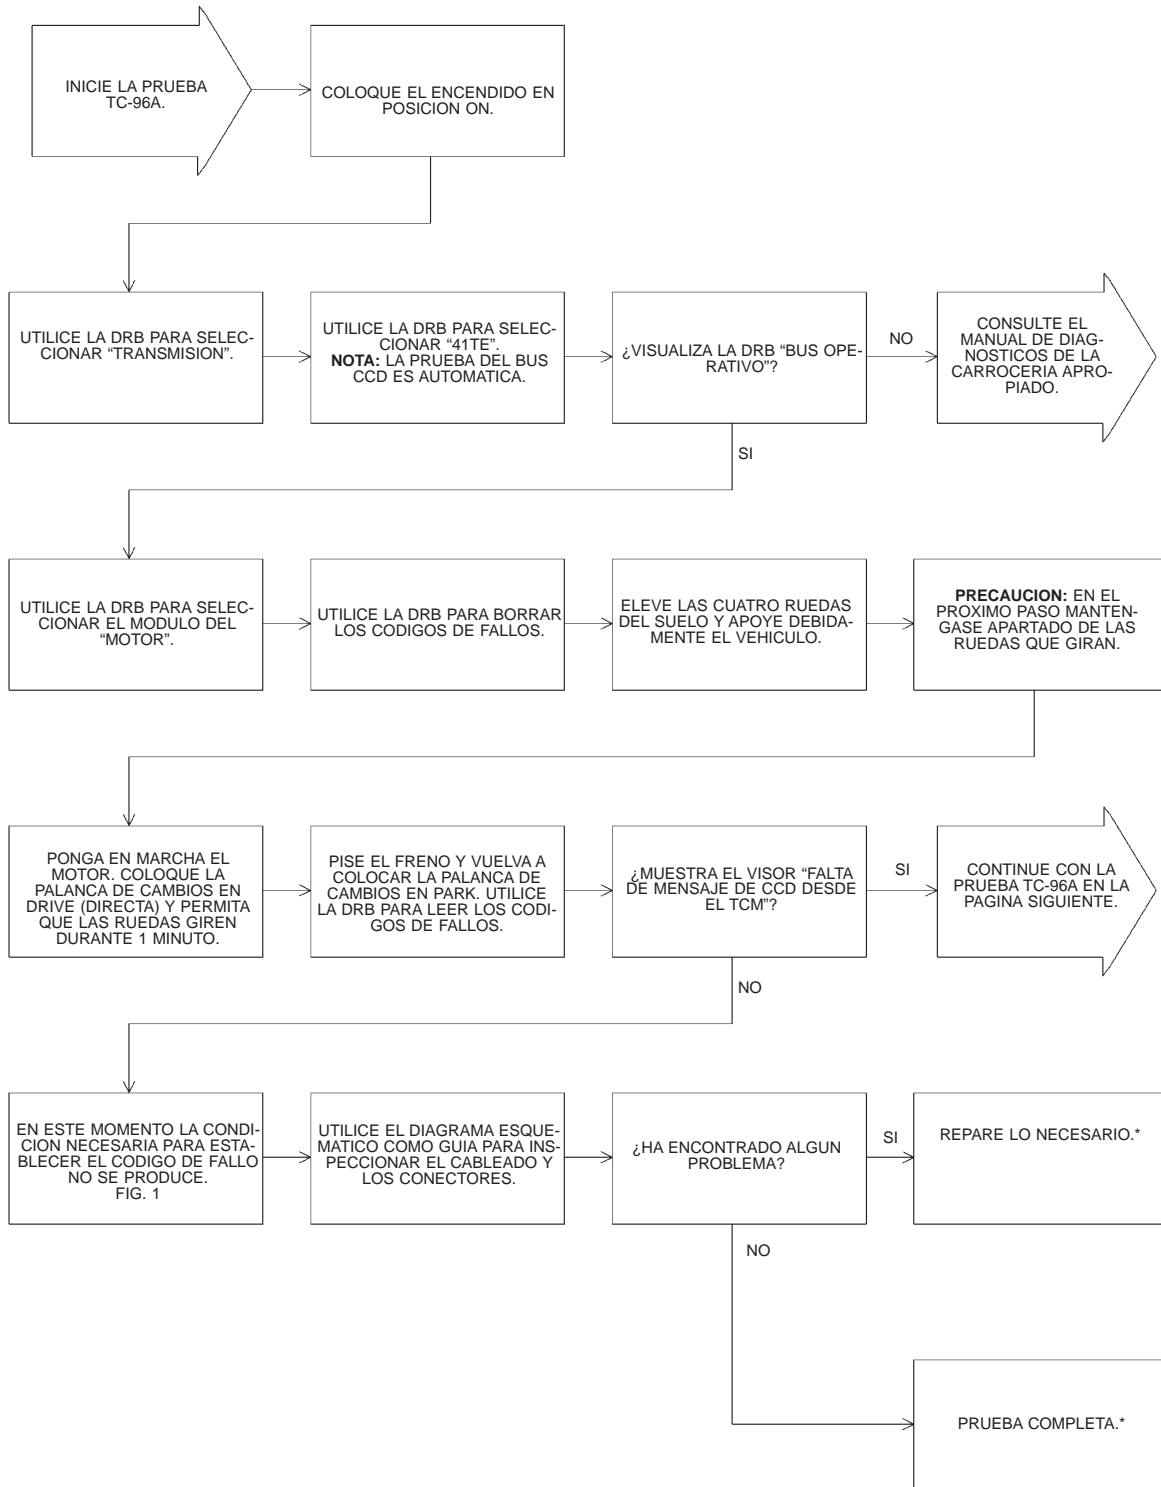 INICIE LA PRUEBA
TC-96A.
COLOQUE EL ENCENDIDO EN
POSICION ON.
UTILICE LA DRB PARA SELEC-
CIONAR “TRANSMISION”.
UTILICE LA DRB PARA SELEC-
CIONAR “41TE”.
NOTA: LA PRUEBA DEL BUS
CCD ES AUTOMATICA.
¿VISUALIZA LA DRB “BUS OPE-
RATIVO”?
NO
CONSULTE EL
MANUAL DE DIAG-
NOSTICOS DE LA
CARROCERIA APRO-
PIADO.
SI
UTILICE LA DRB PARA SELEC-
CIONAR EL MODULO DEL
“MOTOR”.
UTILICE LA DRB PARA BORRAR
LOS CODIGOS DE FALLOS.
ELEVE LAS CUATRO RUEDAS
DEL SUELO Y APOYE DEBIDA-
MENTE EL VEHICULO.
PRECAUCION: EN EL
PROXIMO PASO MANTEN-
GASE APARTADO DE LAS
RUEDAS QUE GIRAN.
PONGA EN MARCHA EL
MOTOR. COLOQUE LA
PALANCA DE CAMBIOS EN
DRIVE (DIRECTA) Y PERMITA
QUE LAS RUEDAS GIREN
DURANTE 1 MINUTO.
PISE EL FRENO Y VUELVA A
COLOCAR LA PALANCA DE
CAMBIOS EN PARK. UTILICE
LA DRB PARA LEER LOS CODI-
GOS DE FALLOS.
¿MUESTRA EL VISOR “FALTA
DE MENSAJE DE CCD DESDE
EL TCM”?
SI
CONTINUE CON LA
PRUEBA TC-96A EN LA
PAGINA SIGUIENTE.
NO
EN ESTE MOMENTO LA CONDI-
CION NECESARIA PARA ESTA-
BLECER EL CODIGO DE FALLO
NO SE PRODUCE.
FIG. 1
UTILICE EL DIAGRAMA ESQUE-
MATICO COMO GUIA PARA INS-
PECCIONAR EL CABLEADO Y
LOS CONECTORES.
¿HA ENCONTRADO ALGUN
PROBLEMA?
SI
REPARE LO NECESARIO.*
NO
PRUEBA COMPLETA.*